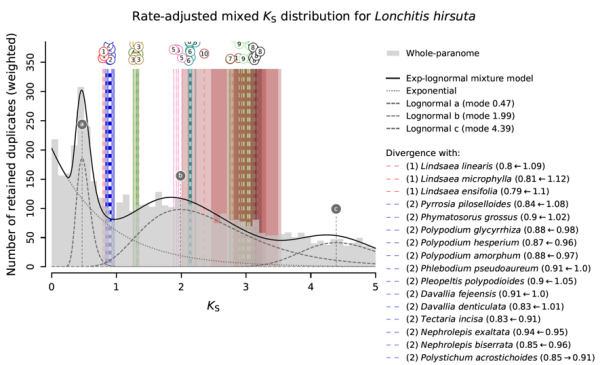 Rate-adjusted mixed KS distribution for Lonchitis hirsuta
Number of retained duplicates (weighted)
350
300
250
200
150
100
50
0
0
1
2
3
4
5
KS
a
b
c
10
Whole-paranome
Exp-lognormal mixture model
Exponential
Lognormal a (mode 0.47)
Lognormal b (mode 1.99)
Lognormal c (mode 4.39)
Divergence with:
(1) Lindsaea linearis (0.8←1.09)
(1) Lindsaea microphylla (0.81←1.12)
(1) Lindsaea ensifolia (0.79←1.1)
(2) Pyrrosia piloselloides (0.84←1.08)
(2) Phymatosorus grossus (0.9←1.02)
(2) Polypodium glycyrrhiza (0.88←0.98)
(2) Polypodium hesperium (0.87←0.96)
(2) Polypodium amorphum (0.88←0.97)
(2) Phlebodium pseudoaureum (0.91←1.0)
(2) Pleopeltis polypodioides (0.9←1.05)
(2) Davallia fejeensis (0.91←1.0)
(2) Davallia denticulata (0.83←1.01)
(2) Tectaria incisa (0.83←0.91)
(2) Nephrolepis exaltata (0.94←0.95)
(2) Nephrolepis biserrata (0.85←0.96)
(2) Polystichum acrostichoides (0.85→0.91)